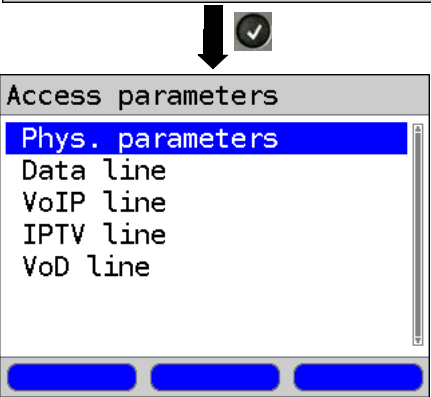 Access parameters
Phys. parameters
Data line
VoIP line
IPTV line
VoD line